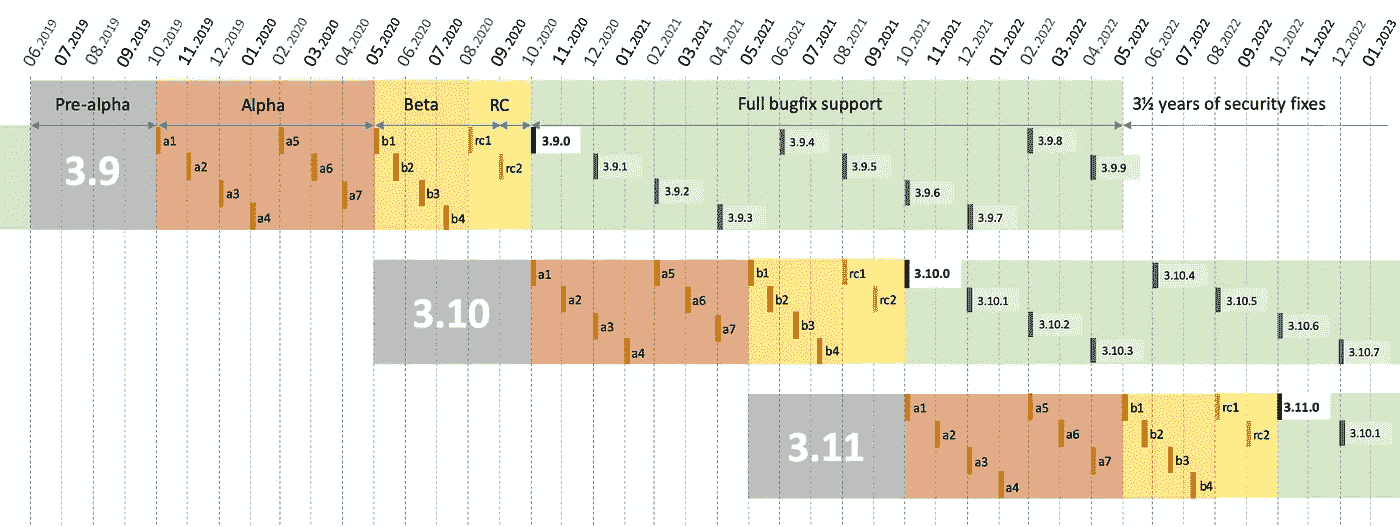 06.2019 07.2019 08.2019 09.2019 10.2019 11.2019 12.2019 01.2020 02.2020 03.2020 04.2020 05.2020 06.2020 07.2020 08.2020 09.2020 10.2020 11.2020 12.2020 01.2021 02.2021 03.2021 04.2021 05.2021 06.2021 07.2021 08.2021 09.2021 10.2021 11.2021 12.2021 01.2022 02.2022 03.2022 04.2022 05.2022 06.2022 07.2022 08.2022 09.2022 10.2022 11.2022 12.2022 01.2023
Pre-alpha Alpha Beta RC Full bugfix support 3½ years of security fixes
3.9
a1 a5 b1 rc1 3.9.0 3.9.4 3.9.8
a2 a6 b2 rc2 3.9.1 3.9.5 3.9.9
a3 a7 b3 3.9.2 3.9.6
a4 b4 3.9.3 3.9.7
3.10
a1 a5 b1 rc1 3.10.0 3.10.4
a2 a6 b2 rc2 3.10.1 3.10.5
a3 a7 b3 3.10.2 3.10.6
a4 b4 3.10.3 3.10.7
3.11
a1 a5 b1 rc1 3.11.0
a2 a6 b2 rc2 3.10.1
a3 a7 b3
a4 b4